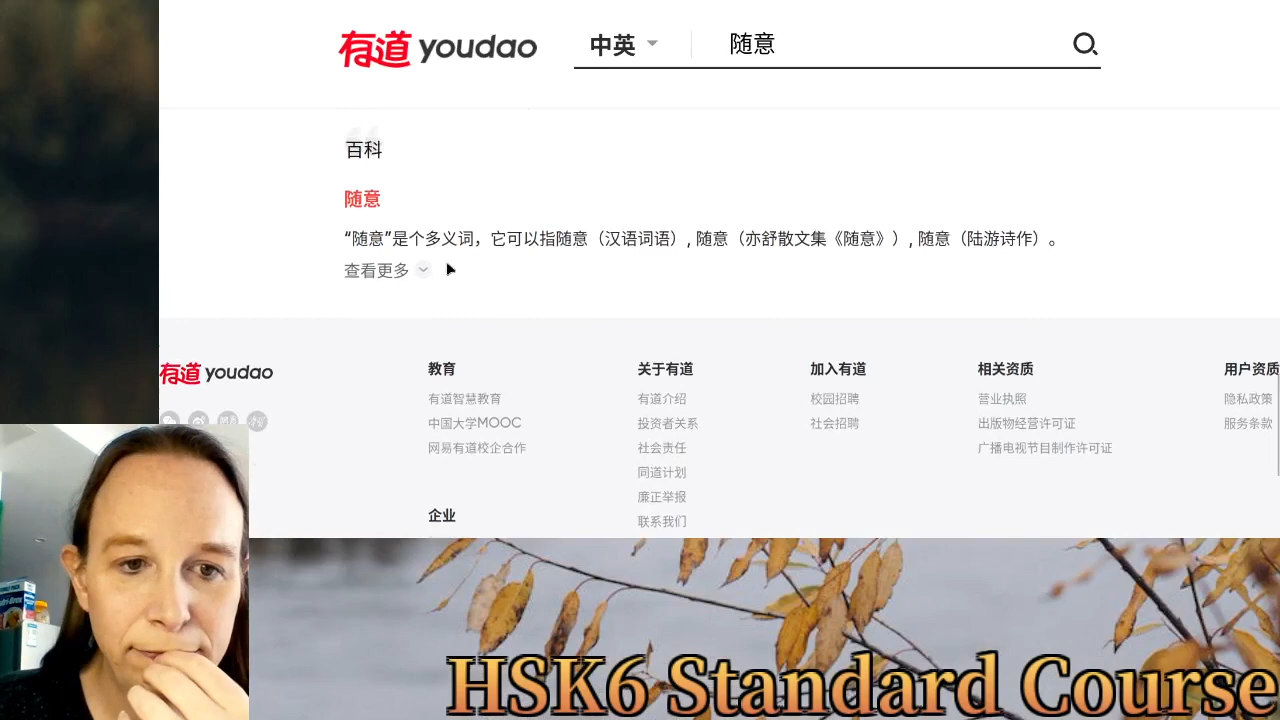 有道 youdao
中英
随意
百科
随意
“随意”是个多义词，它可以指随意（汉语词语）, 随意（亦舒散文集《随意》）, 随意（陆游诗作）。
查看更多
有道 youdao
教育
有道智慧教育
中国大学MOOC
网易有道校企合作
企业
关于有道
有道介绍
投资者关系
社会责任
同道计划
廉正举报
联系我们
加入有道
校园招聘
社会招聘
相关资质
营业执照
出版物经营许可证
广播电视节目制作许可证
用户资质
隐私政策
服务条款
HSK6 Standard Course